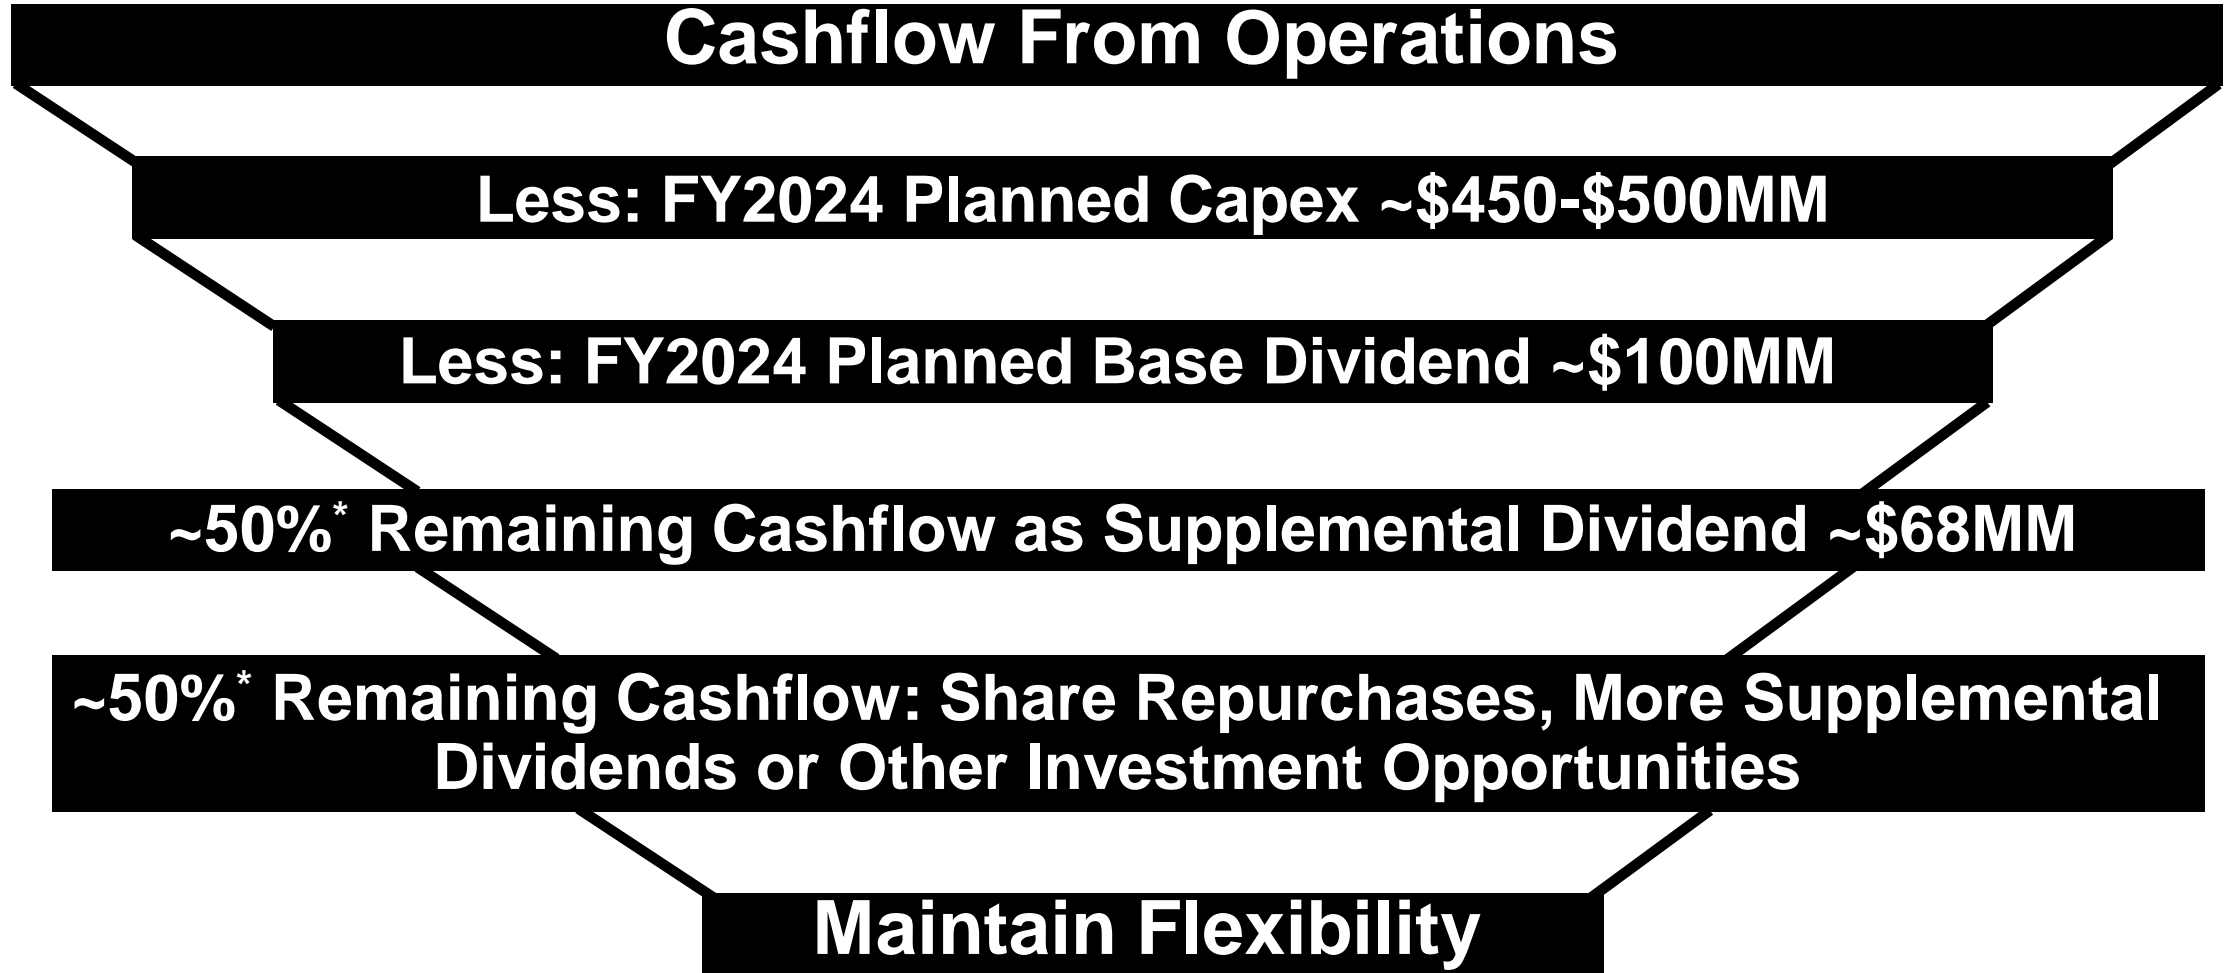 Cashflow From Operations
Less: FY2024 Planned Capex ~$450-$500MM
Less: FY2024 Planned Base Dividend ~$100MM
~50%* Remaining Cashflow as Supplemental Dividend ~$68MM
~50%* Remaining Cashflow: Share Repurchases, More Supplemental
Dividends or Other Investment Opportunities
Maintain Flexibility